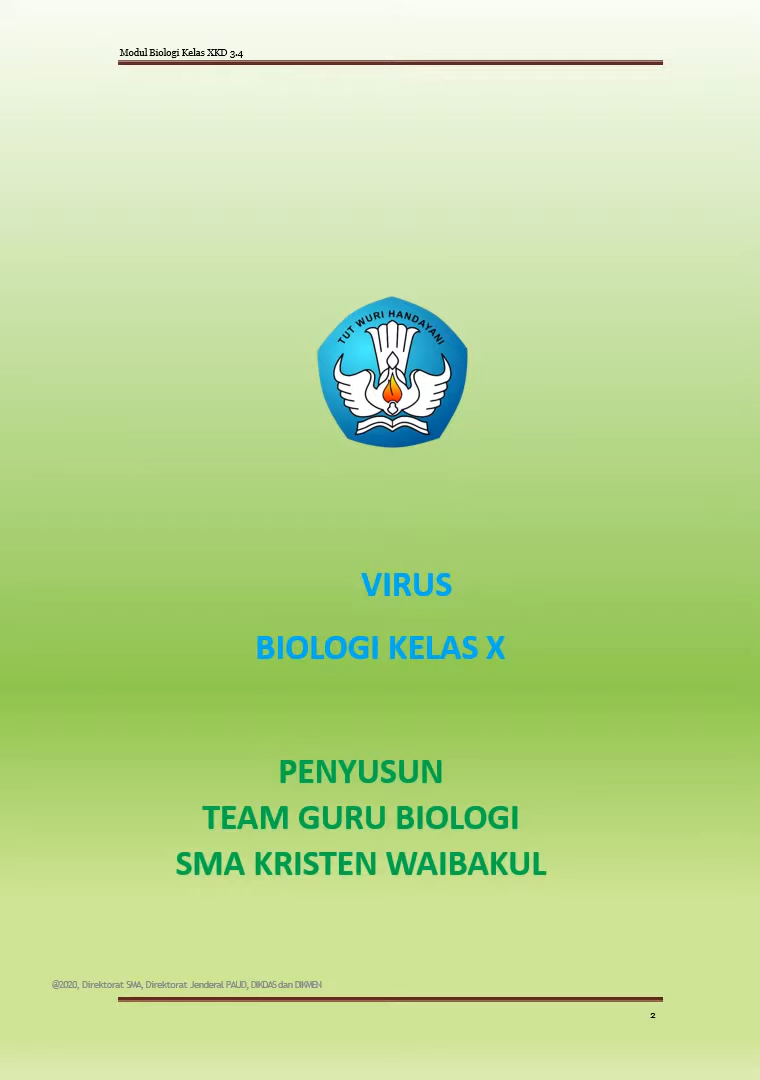 Modul Biologi Kelas XKD 3.4
TUT WURI HANDAYANI
VIRUS
BIOLOGI KELAS X
PENYUSUN
TEAM GURU BIOLOGI
SMA KRISTEN WAIBAKUL
@2020, Direktorat SMA, Direktorat Jenderal PAUD, DIKDAS dan DIKMEN
2